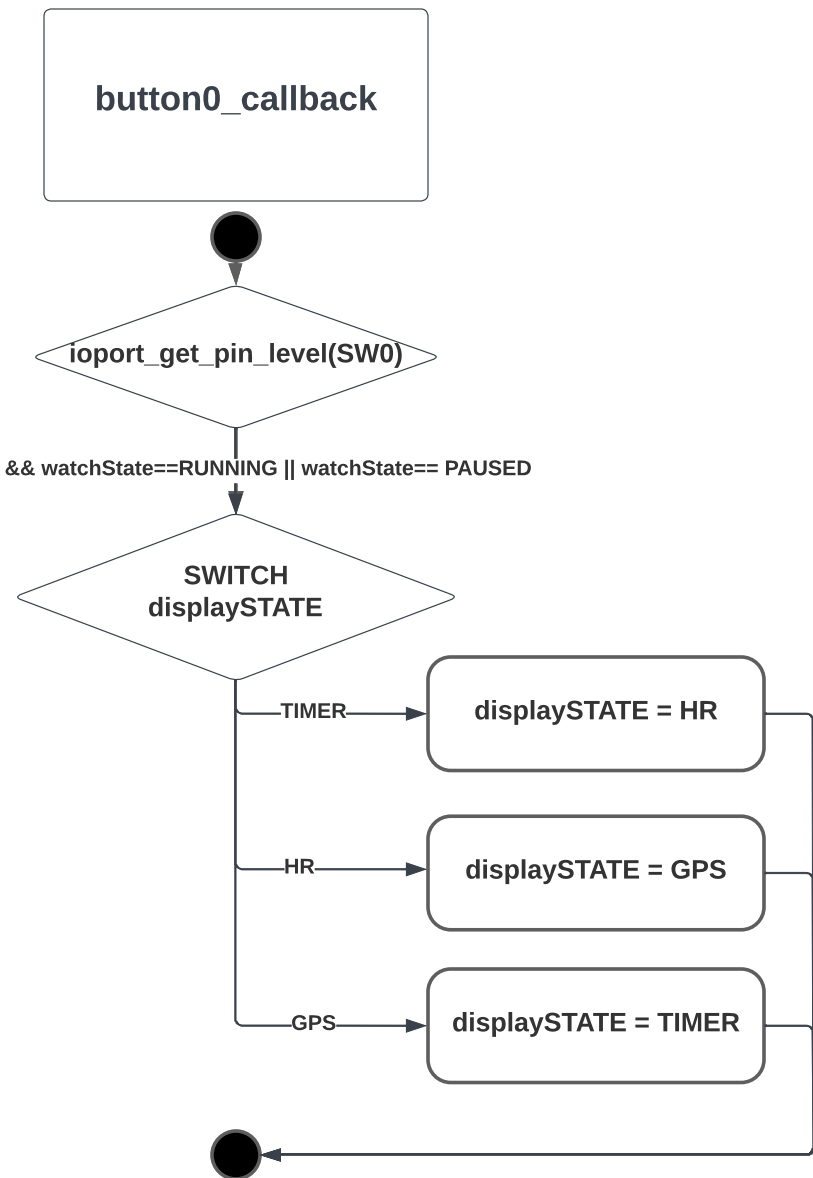 button0_callback
ioport_get_pin_level(SW0)
&& watchState==RUNNING || watchState== PAUSED
SWITCH
displaySTATE
TIMER
displaySTATE = HR
HR
displaySTATE = GPS
GPS
displaySTATE = TIMER